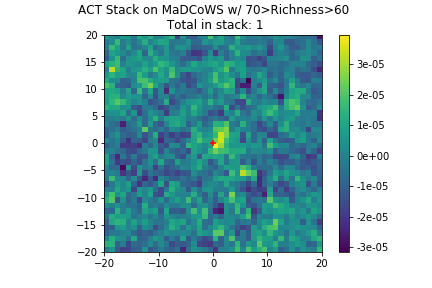 ACT Stack on MaDCoWS w/ 70>Richness>60
Total in stack: 1
20
15
10
5
0
−5
−10
−15
−20
−20
−10
0
10
20
3e-05
2e-05
1e-05
0e+00
-1e-05
-2e-05
-3e-05